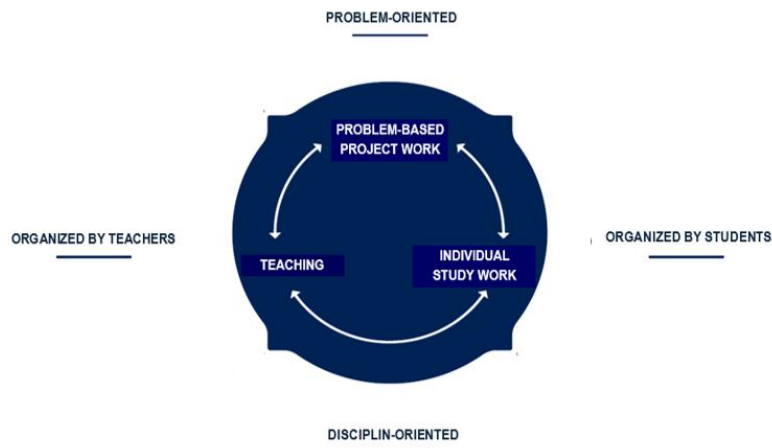 PROBLEM-ORIENTED
PROBLEM-BASED
PROJECT WORK
ORGANIZED BY TEACHERS
ORGANIZED BY STUDENTS
TEACHING
INDIVIDUAL
STUDY WORK
DISCIPLIN-ORIENTED